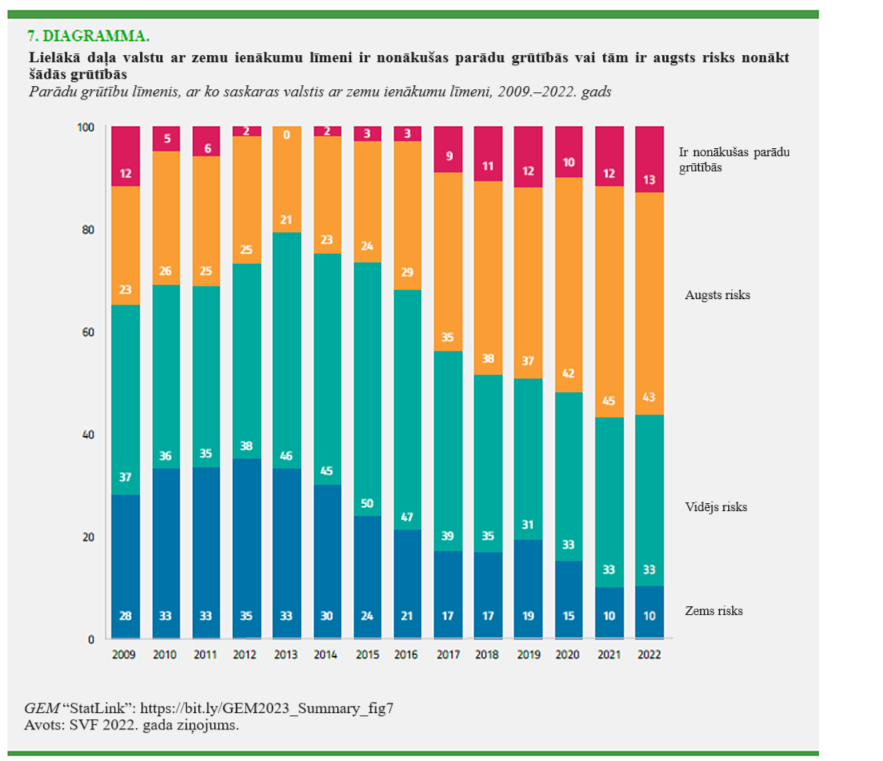 7. DIAGRAMMA.
Lielākā daļa valstu ar zemu ienākumu līmeni ir nonākušas parādu grūtībās vai tām ir augsts risks nonākt
šādās grūtībās
Parādu grūtību līmenis, ar ko saskaras valstis ar zemu ienākumu līmeni, 2009.–2022. gads
100
80
60
40
20
0
12 5 6 2 0 2 3 3 9 11 12 10 12 13
23 26 25 25 21 23 24 29 35 38 37 42 45 43
37 36 35 38 46 45 50 47 39 35 31 33 33 33
28 33 33 35 33 30 24 21 17 17 19 15 10 10
2009 2010 2011 2012 2013 2014 2015 2016 2017 2018 2019 2020 2021 2022
Ir nonākušas parādu
grūtībās
Augsts risks
Vidējs risks
Zems risks
GEM “StatLink”: https://bit.ly/GEM2023_Summary_fig7
Avots: SVF 2022. gada ziņojums.